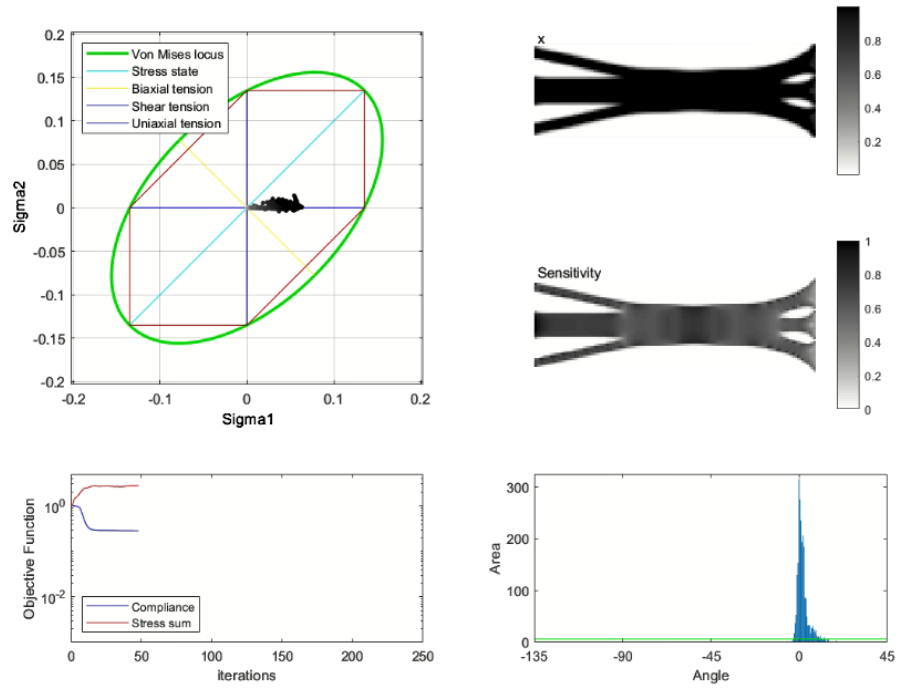 0.2
0.15
0.1
0.05
0
-0.05
-0.1
-0.15
-0.2
Sigma2
Von Mises locus
Stress state
Biaxial tension
Shear tension
Uniaxial tension
-0.2 -0.1 0 0.1 0.2
Sigma1
x
0.8
0.6
0.4
0.2
Sensitivity
1
0.8
0.6
0.4
0.2
0
Objective Function
10^0
10^-2
Compliance
Stress sum
0 50 100 150 200 250
iterations
Area
300
200
100
0
-135 -90 -45 0 45
Angle